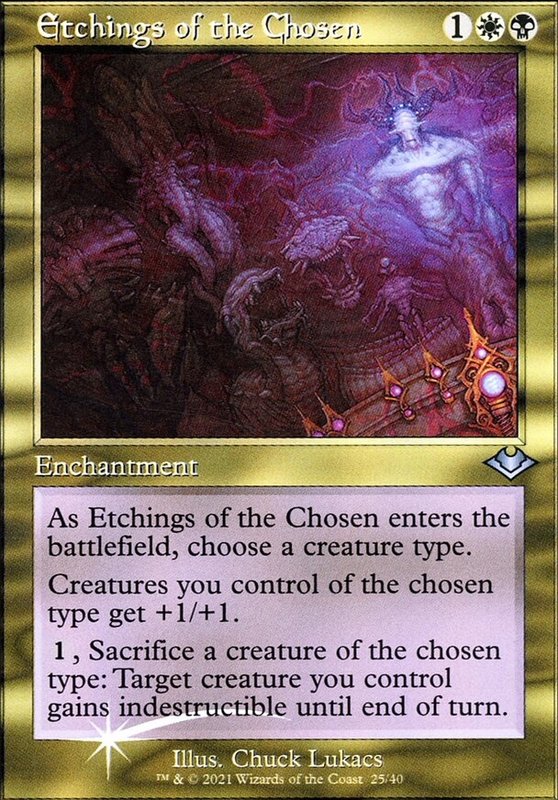 Etchings of the Chosen 1
Enchantment
As Etchings of the Chosen enters the
battlefield, choose a creature type.
Creatures you control of the chosen
type get +1/+1.
1, Sacrifice a creature of the chosen
type: Target creature you control
gains indestructible until end of turn.
Illus. Chuck Lukacs
™ & © 2021 Wizards of the Coast 25/40